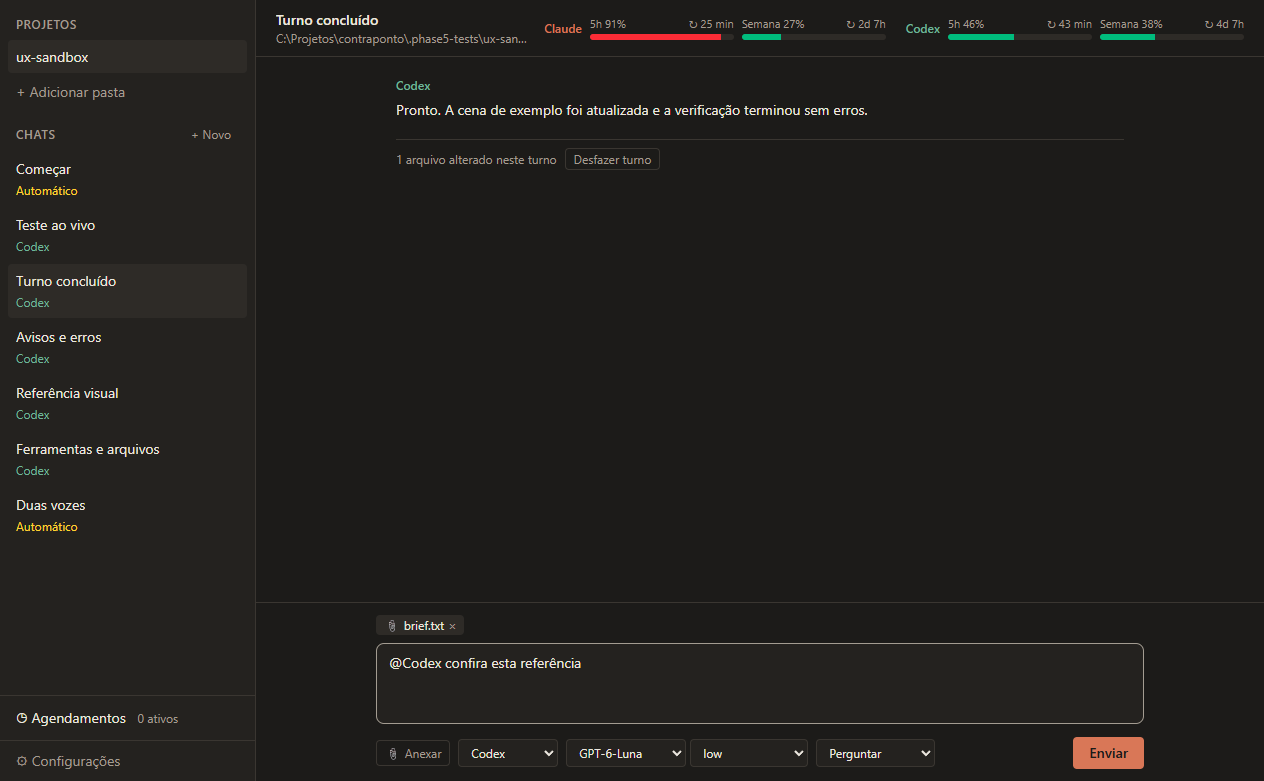 PROJETOS
ux-sandbox
+ Adicionar pasta
CHATS + Novo
Começar
Automático
Teste ao vivo
Codex
Turno concluído
Codex
Avisos e erros
Codex
Referência visual
Codex
Ferramentas e arquivos
Codex
Duas vozes
Automático
Agendamentos 0 ativos
Configurações
Turno concluído
C:\Projetos\contraponto\.phase5-tests\ux-san...
Claude 5h 91% ↻ 25 min Semana 27% ↻ 2d 7h Codex 5h 46% ↻ 43 min Semana 38% ↻ 4d 7h
Codex
Pronto. A cena de exemplo foi atualizada e a verificação terminou sem erros.
1 arquivo alterado neste turno Desfazer turno
brief.txt ×
@Codex confira esta referência
Anexar Codex GPT-6-Luna low Perguntar Enviar